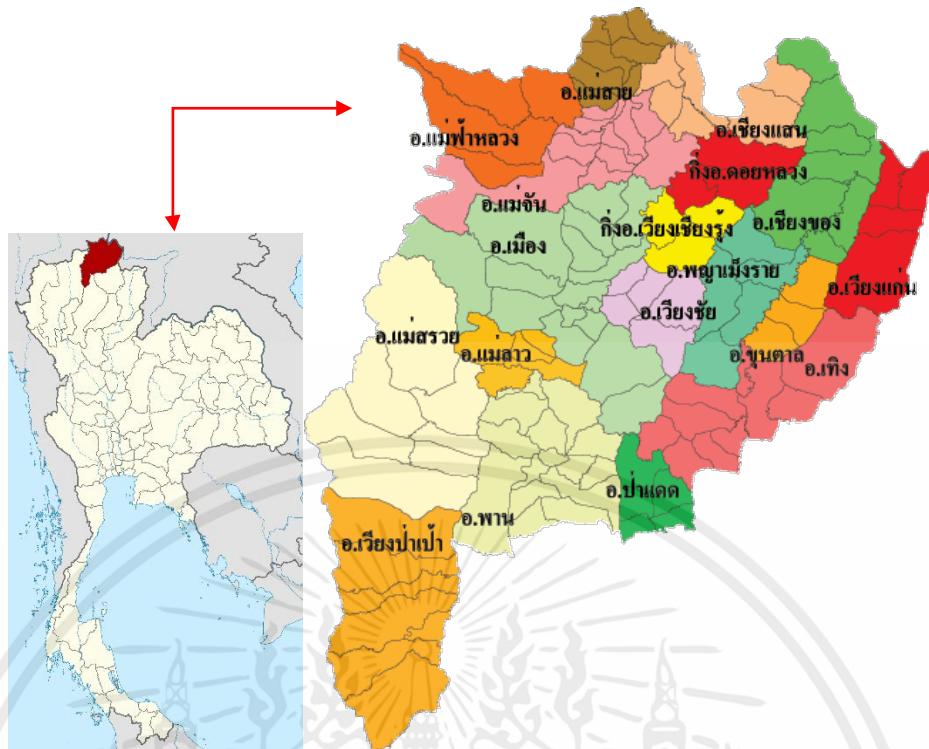 อ.แม่สาย
อ.เชียงแสน
อ.แม่ฟ้าหลวง
กิ่งอ.ดอยหลวง
อ.แม่จัน
กิ่งอ.เวียงเชียงรุ้ง
อ.เชียงของ
อ.เมือง
อ.พญาเม็งราย
อ.เวียงแก่น
อ.เวียงชัย
อ.แม่สรวย
อ.แม่ลาว
อ.ขุนตาล
อ.เทิง
อ.ป่าแดด
อ.พาน
อ.เวียงป่าเป้า